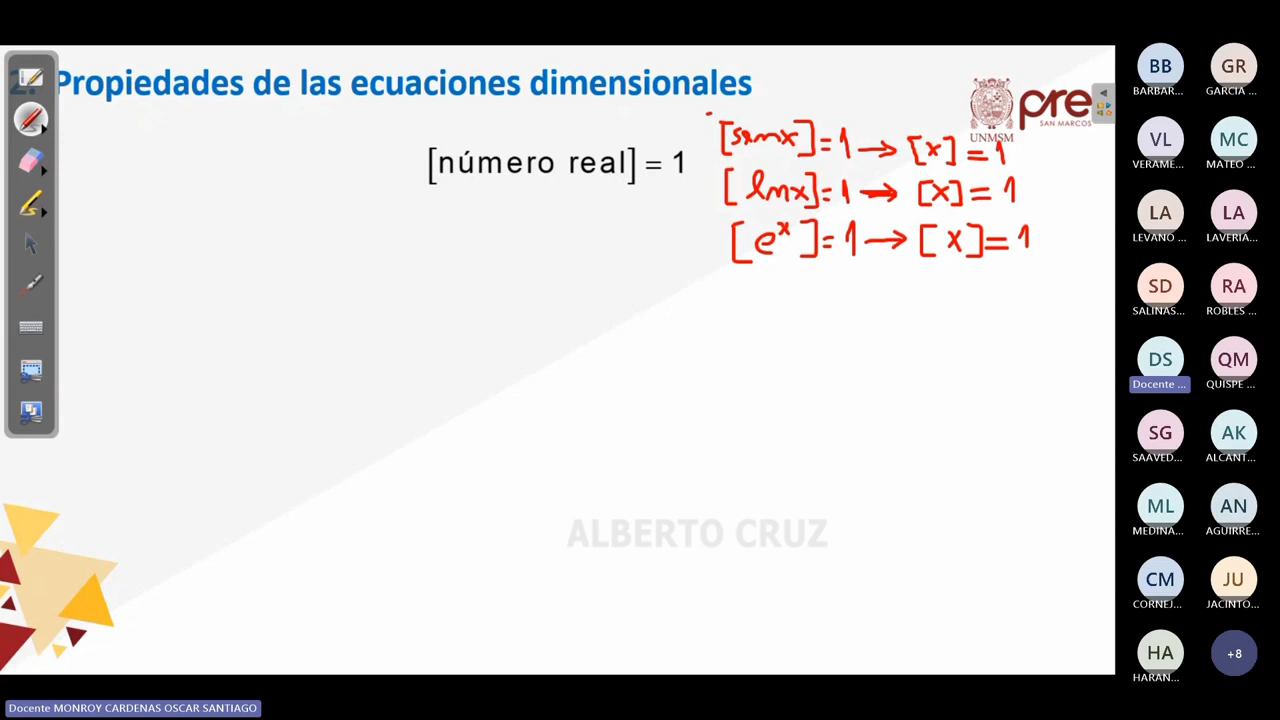 2. Propiedades de las ecuaciones dimensionales
pre
SAN MARCOS
UNMSM
[número real] = 1
[senx] = 1 → [x] = 1
[lnx] = 1 → [x] = 1
[e^x] = 1 → [x] = 1
ALBERTO CRUZ
BB
BARBAR...
GR
GARCIA ...
VL
VERAME...
MC
MATEO ...
LA
LEVANO ...
LA
LAVERIA...
SD
SALINAS...
RA
ROBLES ...
DS
Docente ...
QM
QUISPE ...
SG
SAAVED...
AK
ALCANT...
ML
MEDINA...
AN
AGUIRRE...
CM
CORNEJ...
JU
JACINTO...
HA
HARAN...
+8
Docente MONROY CARDENAS OSCAR SANTIAGO